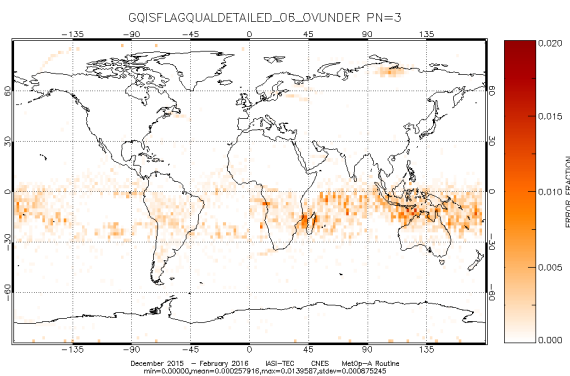 GQISFLAGQUALDETAILED_06_OVUNDER PN=3
-135 -90 -45 0 45 90 135
60 60
30 30
0 0
-30 -30
-60 -60
-135 -90 -45 0 45 90 135
0.020
0.015
0.010
0.005
0.000
ERROR FRACTION
December 2015 - February 2016 IASI-TEC CNES MetOp-A Routine
min=0.00000,mean=0.000257916,max=0.0139587,stdev=0.000875245